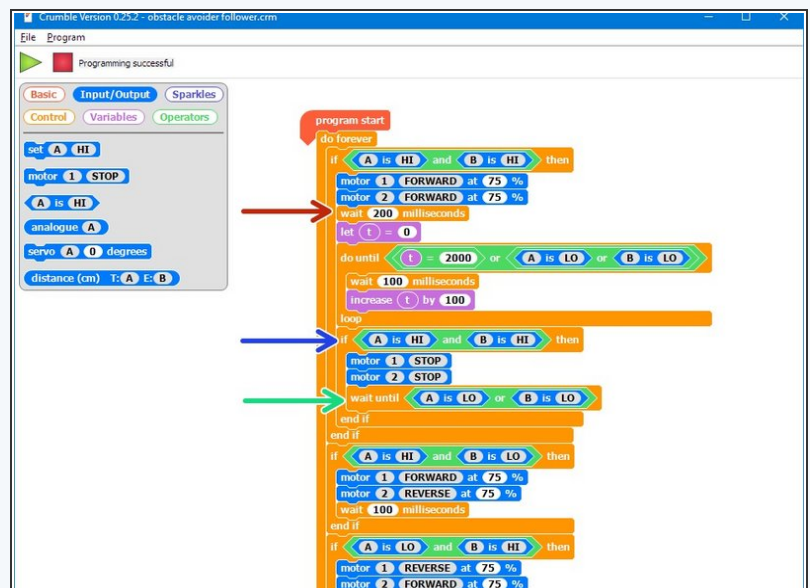 Crumble Version 0.25.2 - obstacle avoider follower.crm
File Program
Programming successful
Basic Input/Output Sparkles
Control Variables Operators
set A HI
motor 1 STOP
A is HI
analogue A
servo A 0 degrees
distance (cm) T: A E: B
program start
do forever
if A is HI and B is HI then
motor 1 FORWARD at 75 %
motor 2 FORWARD at 75 %
wait 200 milliseconds
let t = 0
do until t = 2000 or A is LO or B is LO
wait 100 milliseconds
increase t by 100
loop
if A is HI and B is HI then
motor 1 STOP
motor 2 STOP
wait until A is LO or B is LO
end if
end if
if A is HI and B is LO then
motor 1 FORWARD at 75 %
motor 2 REVERSE at 75 %
wait 100 milliseconds
end if
if A is LO and B is HI then
motor 1 REVERSE at 75 %
motor 2 FORWARD at 75 %